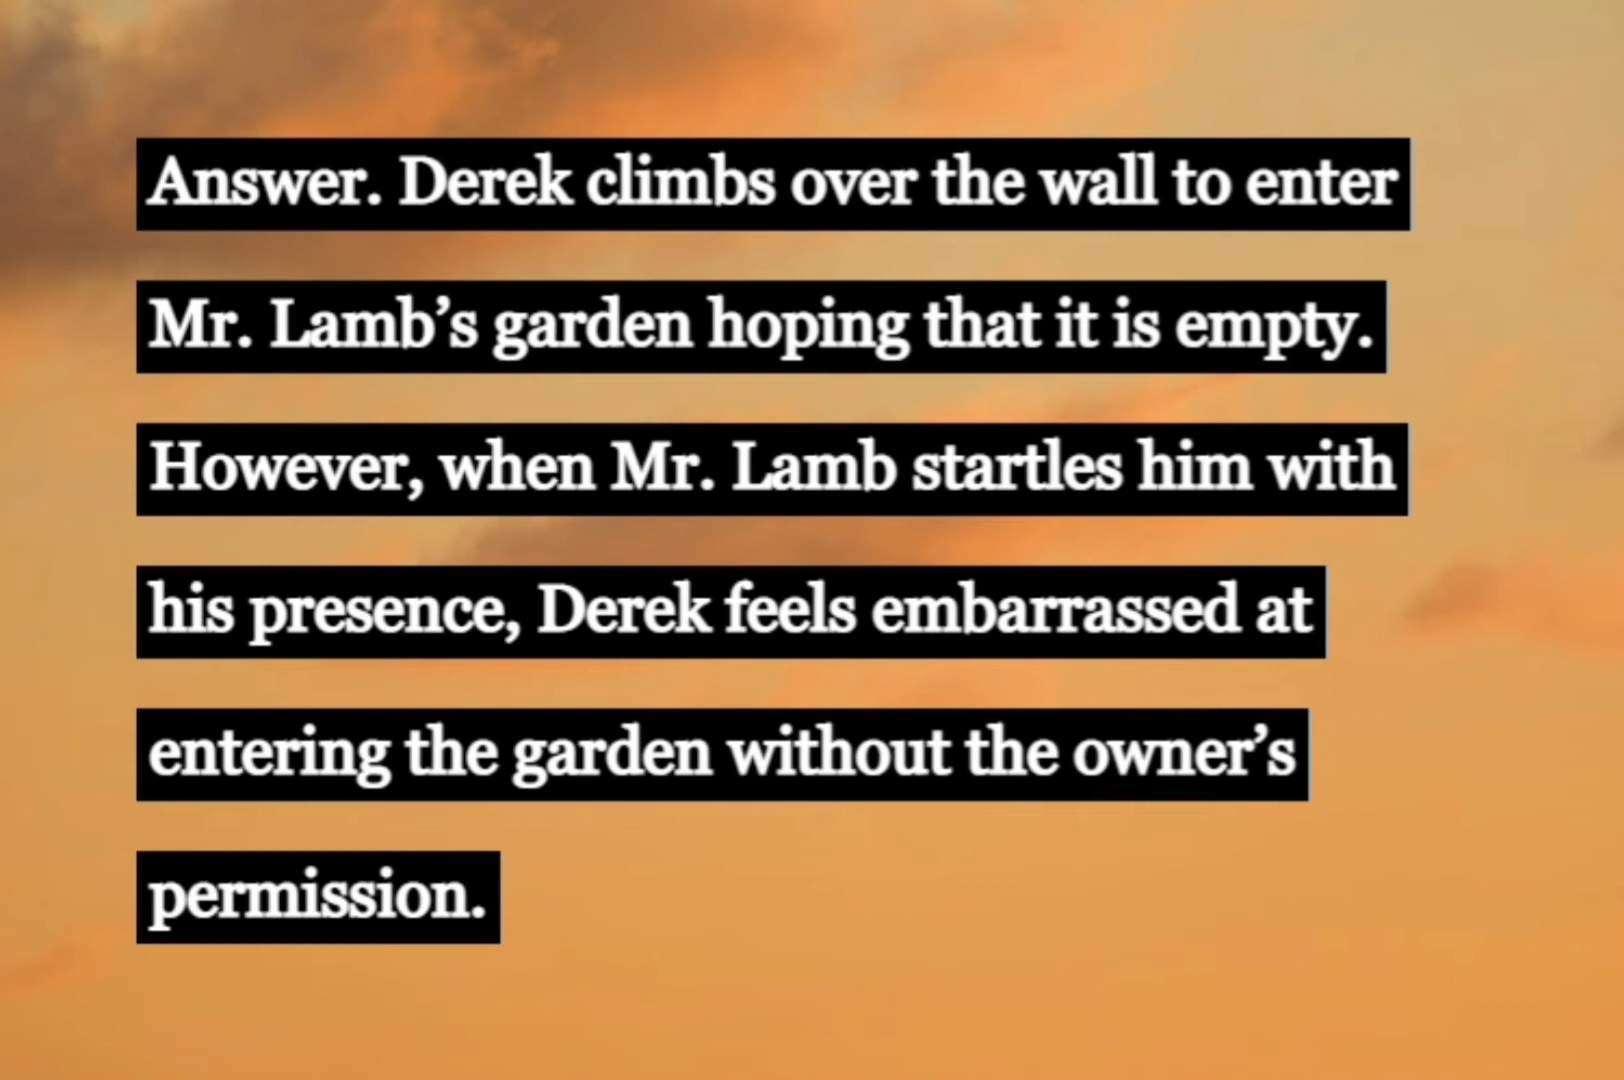 Answer. Derek climbs over the wall to enter
Mr. Lamb’s garden hoping that it is empty.
However, when Mr. Lamb startles him with
his presence, Derek feels embarrassed at
entering the garden without the owner’s
permission.